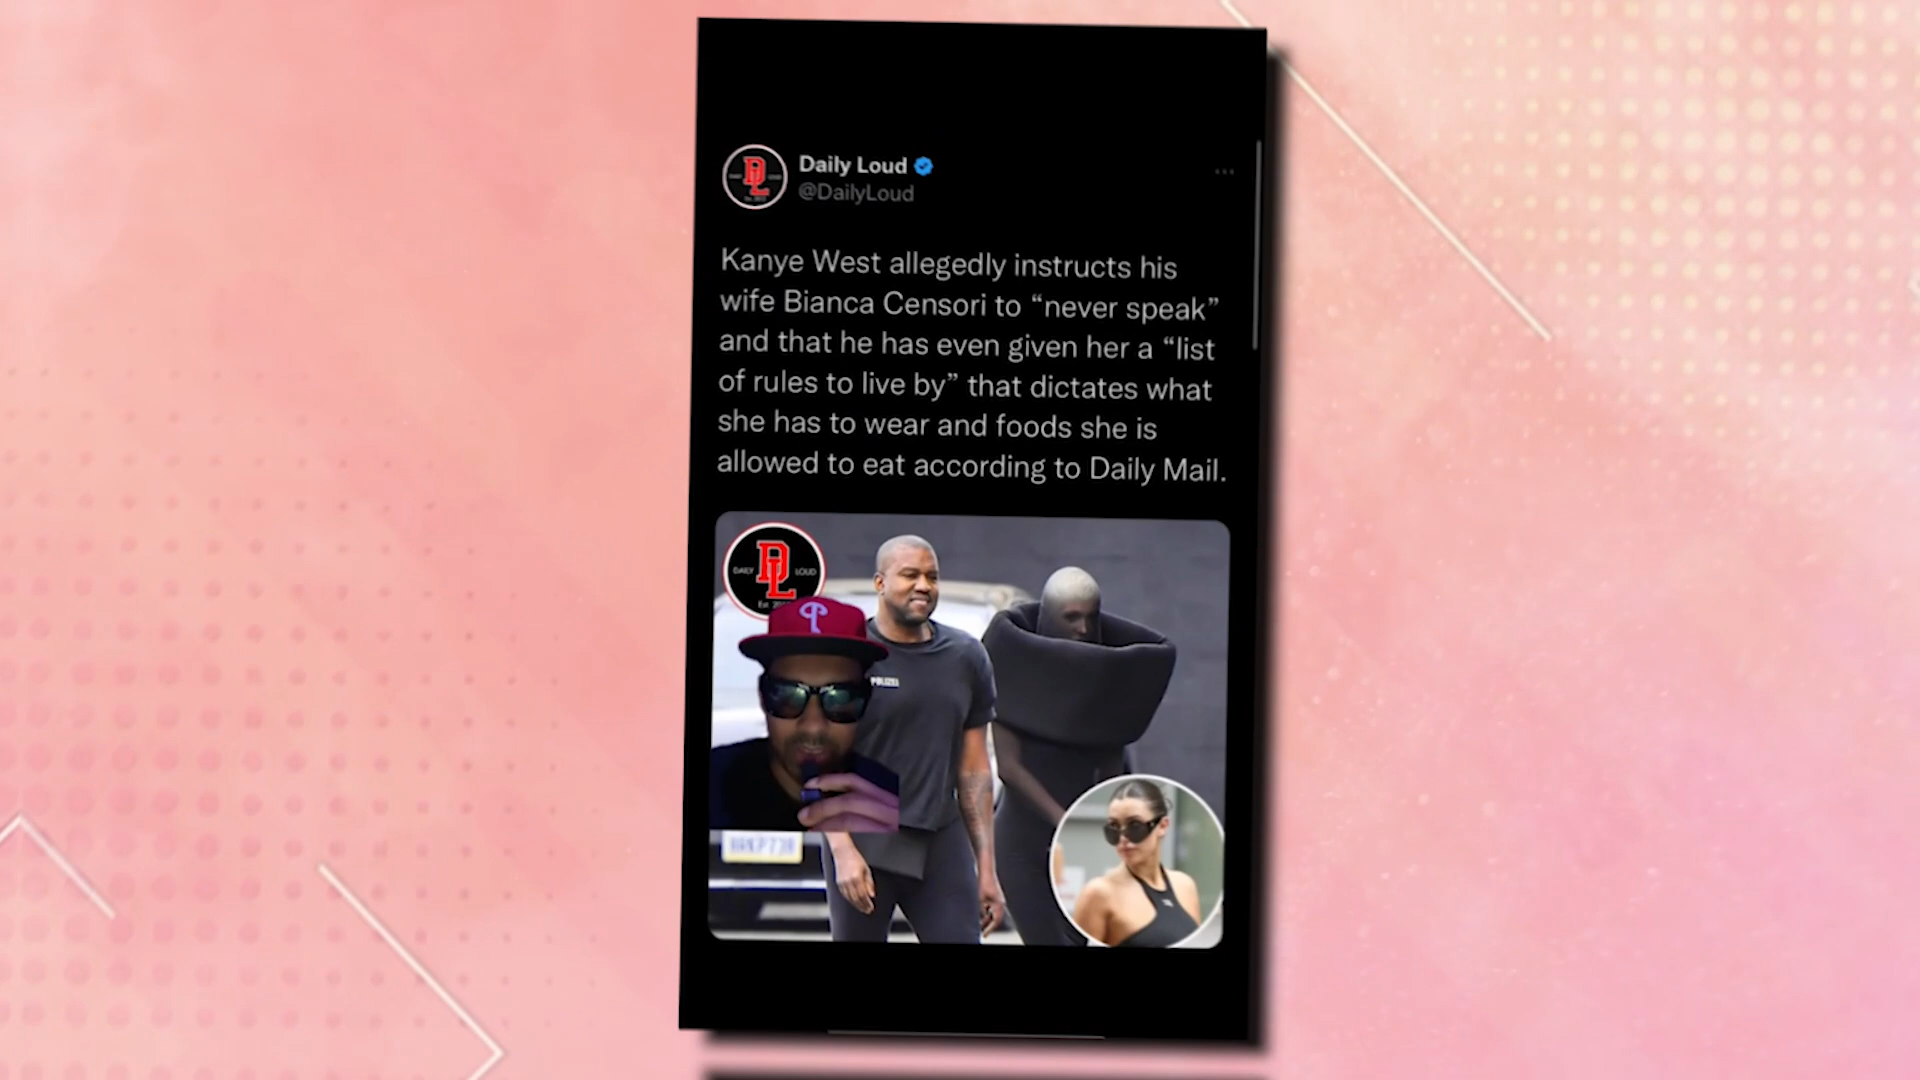 Daily Loud
@DailyLoud
Kanye West allegedly instructs his
wife Bianca Censori to “never speak”
and that he has even given her a “list
of rules to live by” that dictates what
she has to wear and foods she is
allowed to eat according to Daily Mail.
DL
DAILY LOUD
Est.
P
POLIZEI